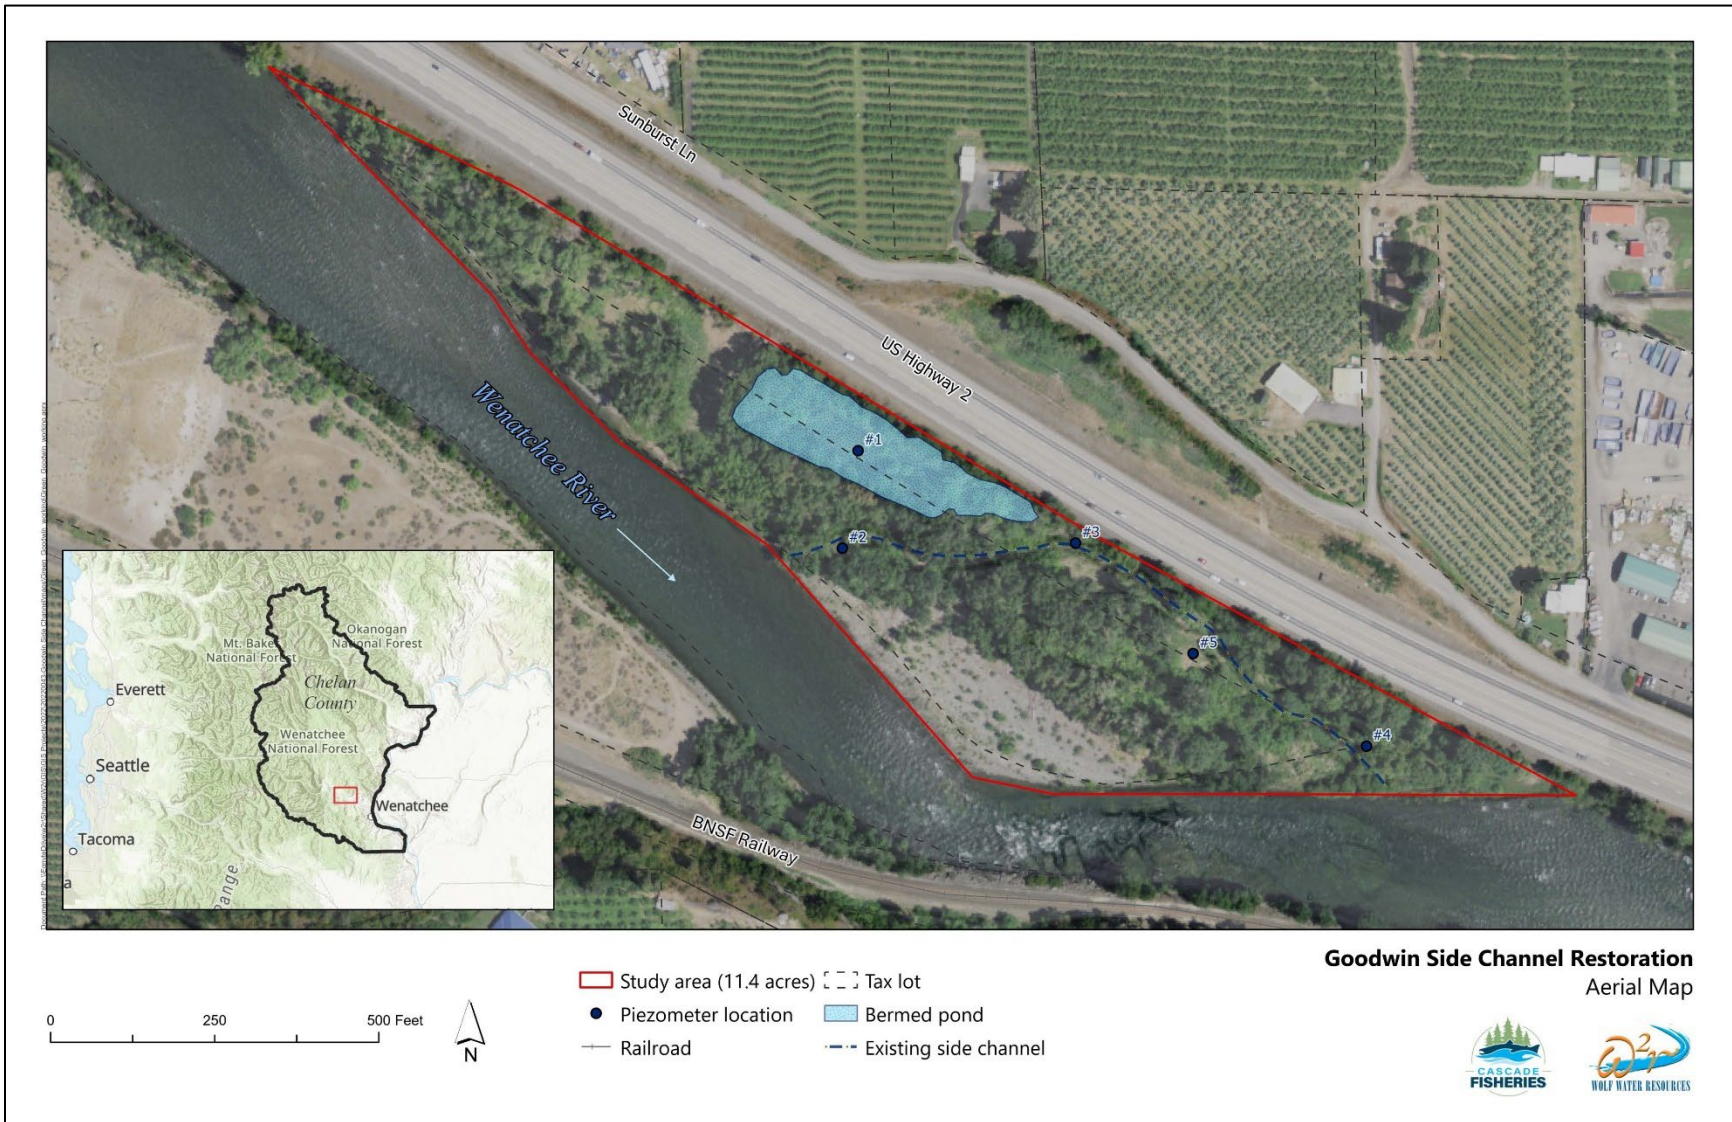 Sunburst Ln
US Highway 2
Wenatchee River
#1
#2
#3
#5
#4
BNSF Railway
Mt. Baker
National Forest
Okanogan
National Forest
Chelan
County
Everett
Wenatchee
National Forest
Seattle
Wenatchee
Tacoma
Range
a
Goodwin Side Channel Restoration
Aerial Map
Study area (11.4 acres)
Tax lot
Piezometer location
Bermed pond
Railroad
Existing side channel
0 250 500 Feet
N
CASCADE
FISHERIES
W2r
WOLF WATER RESOURCES